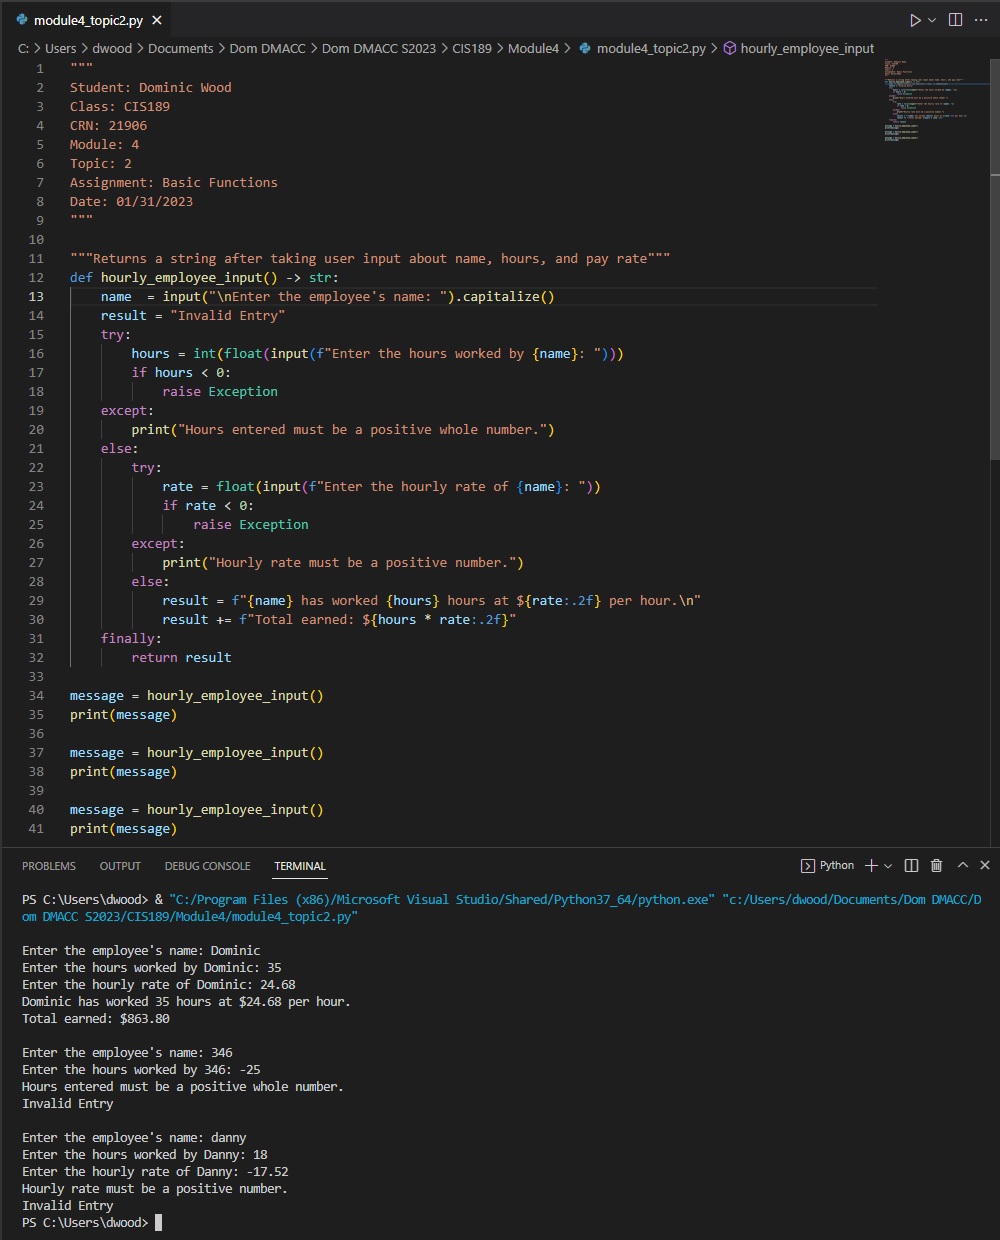 module4_topic2.py
C: > Users > dwood > Documents > Dom DMACC > Dom DMACC S2023 > CIS189 > Module4 > module4_topic2.py > hourly_employee_input
1 """
2 Student: Dominic Wood
3 Class: CIS189
4 CRN: 21906
5 Module: 4
6 Topic: 2
7 Assignment: Basic Functions
8 Date: 01/31/2023
9 """
10
11 """Returns a string after taking user input about name, hours, and pay rate"""
12 def hourly_employee_input() -> str:
13     name  = input("\nEnter the employee's name: ").capitalize()
14     result = "Invalid Entry"
15     try:
16         hours = int(float(input(f"Enter the hours worked by {name}: ")))
17         if hours < 0:
18             raise Exception
19     except:
20         print("Hours entered must be a positive whole number.")
21     else:
22         try:
23             rate = float(input(f"Enter the hourly rate of {name}: "))
24             if rate < 0:
25                 raise Exception
26         except:
27             print("Hourly rate must be a positive number.")
28         else:
29             result = f"{name} has worked {hours} hours at ${rate:.2f} per hour.\n"
30             result += f"Total earned: ${hours * rate:.2f}"
31     finally:
32         return result
33
34 message = hourly_employee_input()
35 print(message)
36
37 message = hourly_employee_input()
38 print(message)
39
40 message = hourly_employee_input()
41 print(message)
PROBLEMS OUTPUT DEBUG CONSOLE TERMINAL Python
PS C:\Users\dwood> & "C:/Program Files (x86)/Microsoft Visual Studio/Shared/Python37_64/python.exe" "c:/Users/dwood/Documents/Dom DMACC/D
om DMACC S2023/CIS189/Module4/module4_topic2.py"
Enter the employee's name: Dominic
Enter the hours worked by Dominic: 35
Enter the hourly rate of Dominic: 24.68
Dominic has worked 35 hours at $24.68 per hour.
Total earned: $863.80
Enter the employee's name: 346
Enter the hours worked by 346: -25
Hours entered must be a positive whole number.
Invalid Entry
Enter the employee's name: danny
Enter the hours worked by Danny: 18
Enter the hourly rate of Danny: -17.52
Hourly rate must be a positive number.
Invalid Entry
PS C:\Users\dwood>